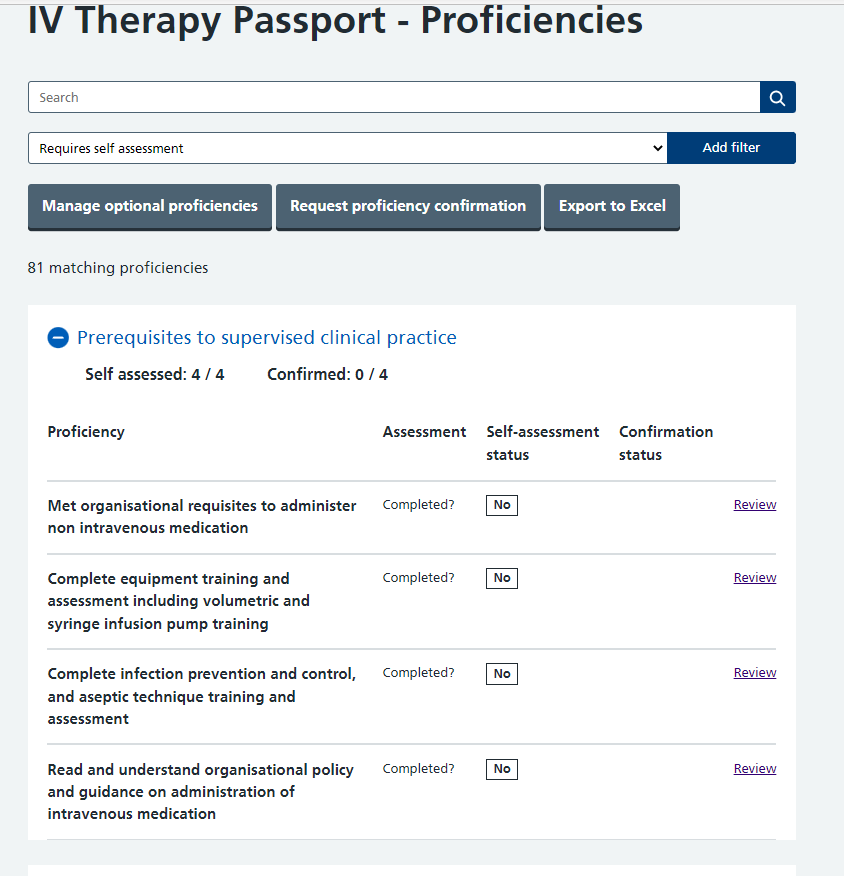 IV Therapy Passport - Proficiencies
Search
Requires self assessment
Add filter
Manage optional proficiencies
Request proficiency confirmation
Export to Excel
81 matching proficiencies
Prerequisites to supervised clinical practice
Self assessed: 4 / 4 Confirmed: 0 / 4
Proficiency Assessment Self-assessment Confirmation
status status
Met organisational requisites to administer Completed? No Review
non intravenous medication
Complete equipment training and Completed? No Review
assessment including volumetric and
syringe infusion pump training
Complete infection prevention and control, Completed? No Review
and aseptic technique training and
assessment
Read and understand organisational policy Completed? No Review
and guidance on administration of
intravenous medication